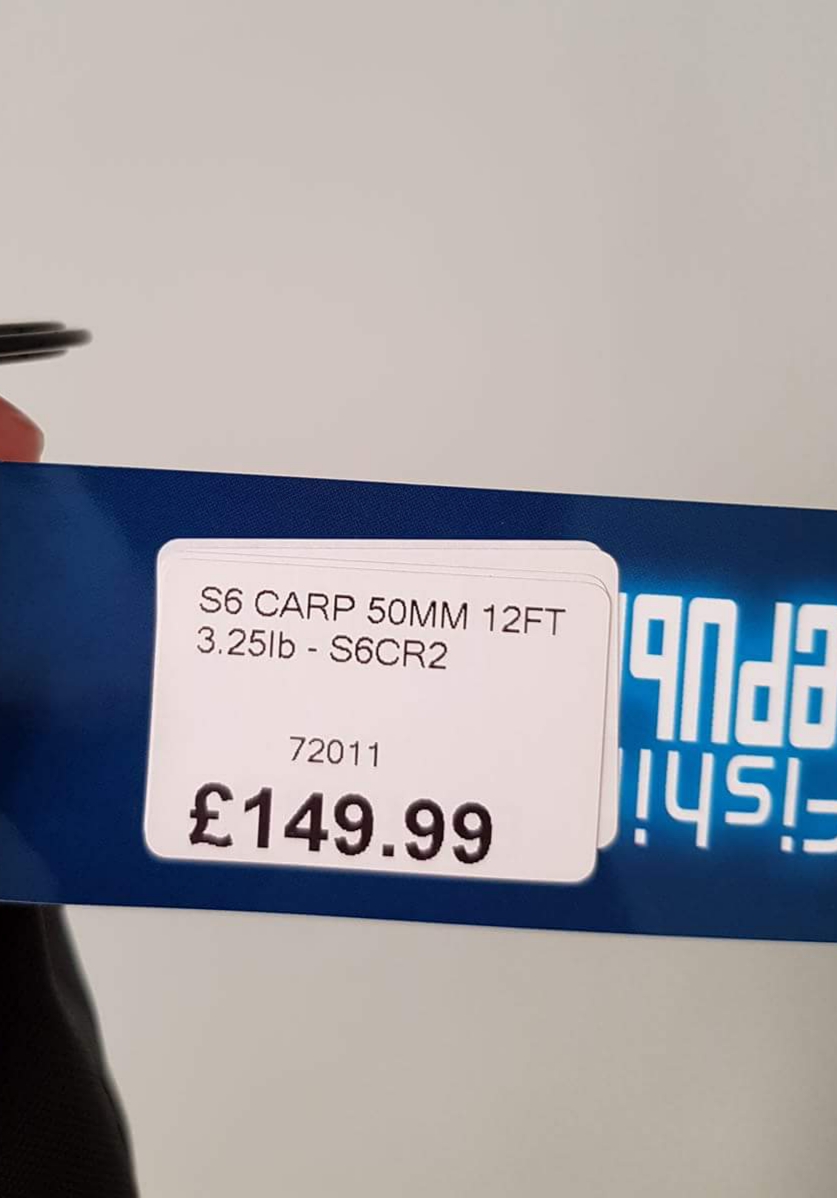 S6 CARP 50MM 12FT
3.25lb - S6CR2
72011
£149.99